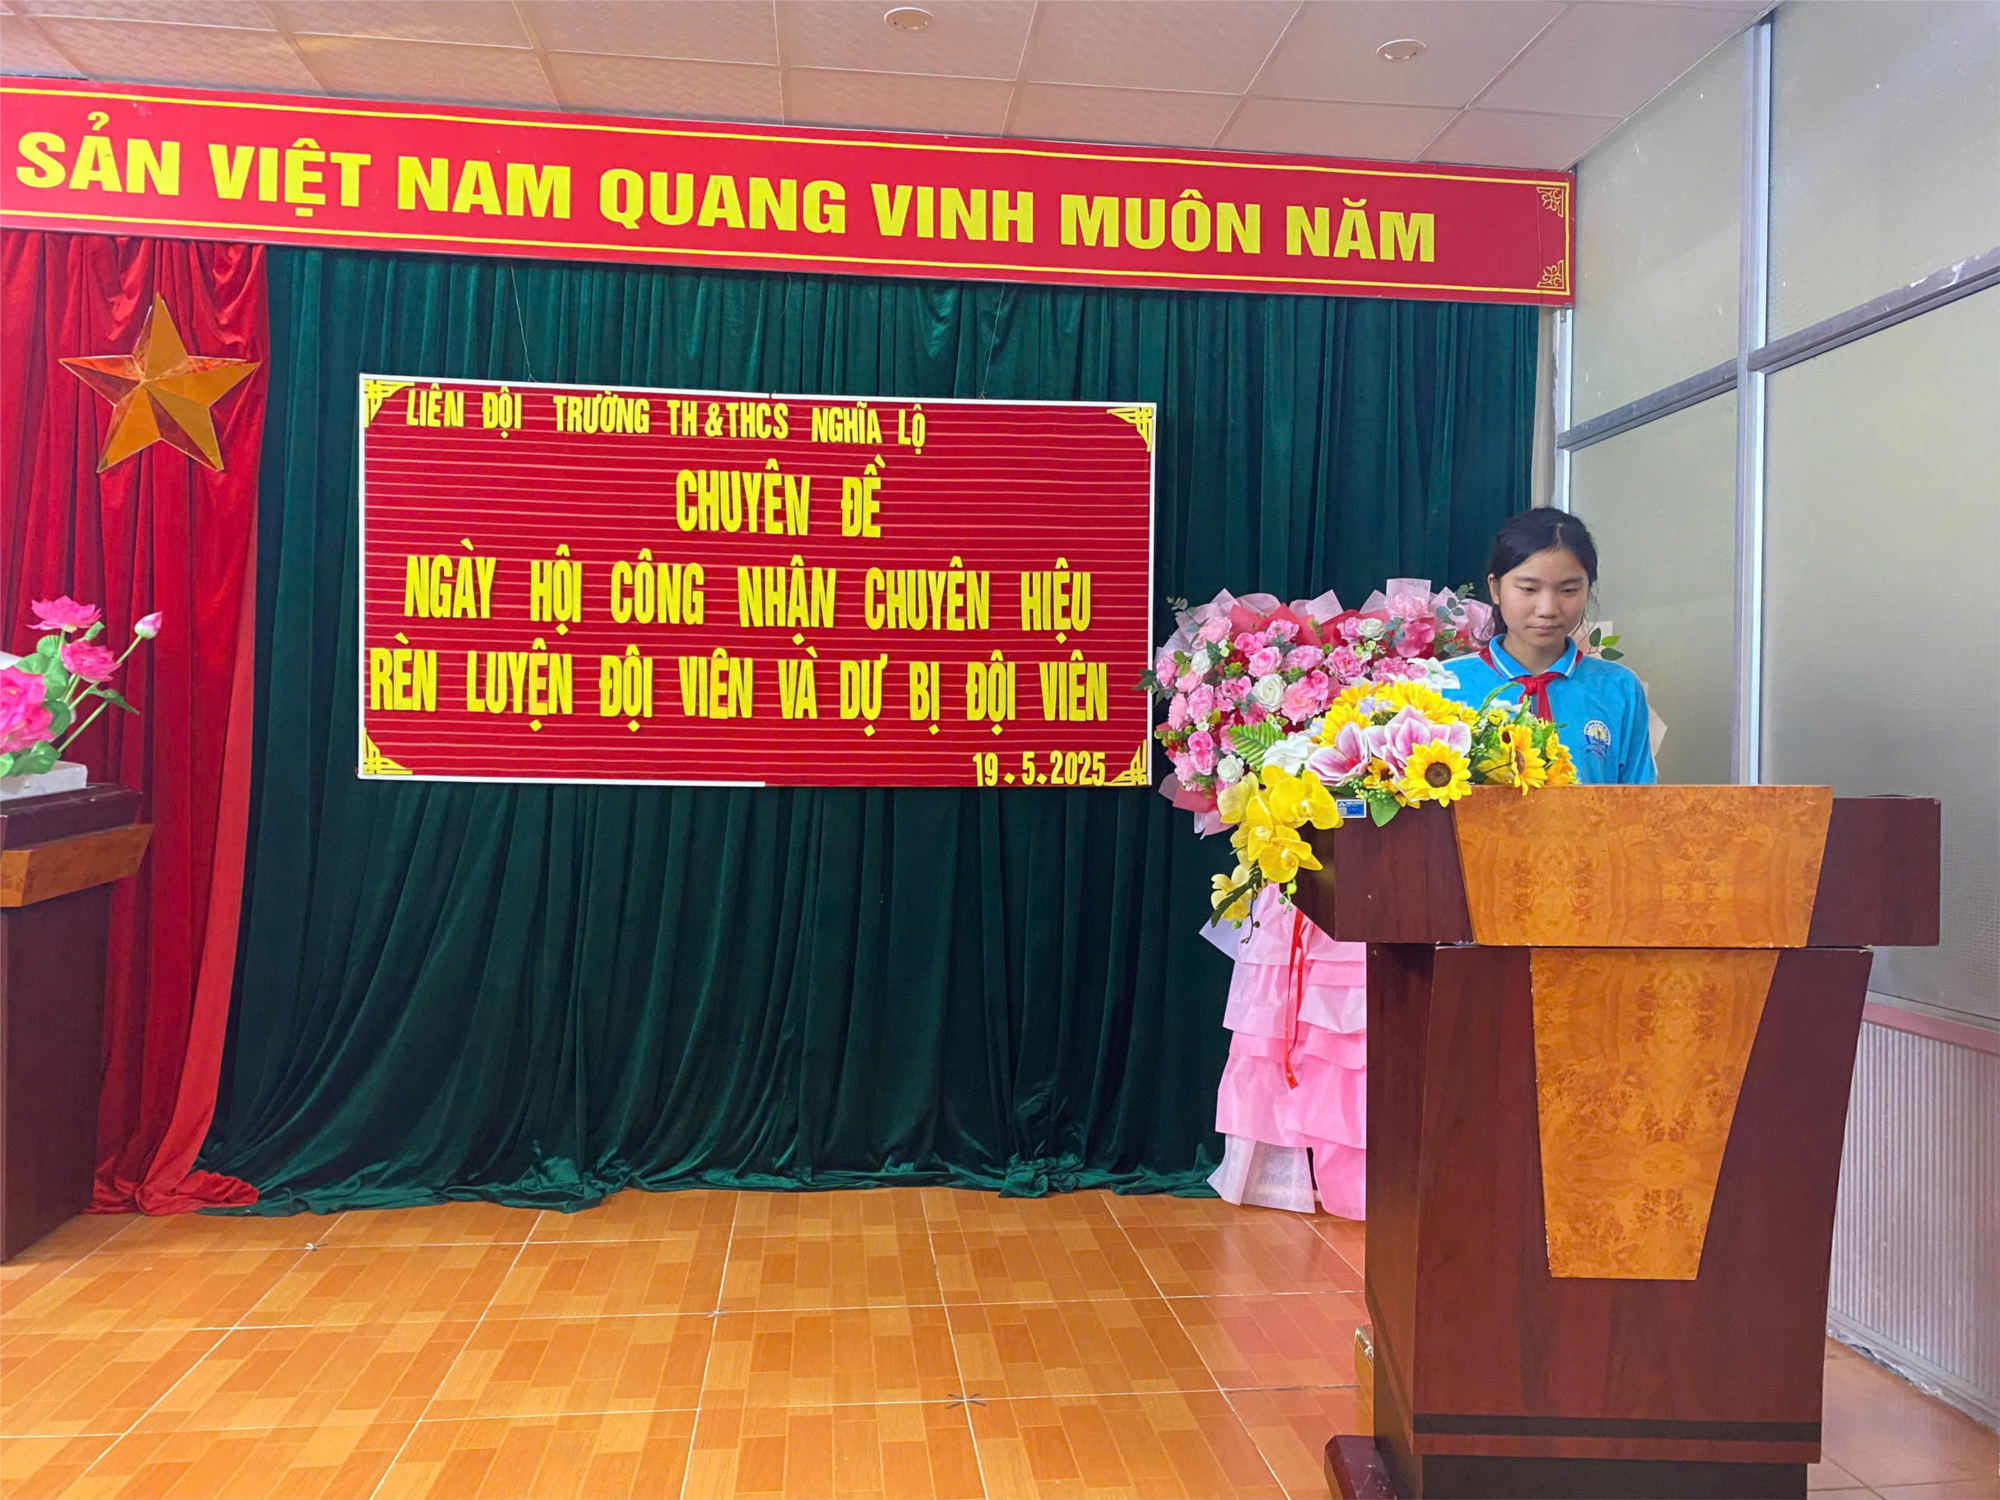 SẢN VIỆT NAM QUANG VINH MUÔN NĂM
LIÊN ĐỘI TRƯỜNG TH & THCS NGHĨA LỘ
CHUYÊN ĐỀ
NGÀY HỘI CÔNG NHẬN CHUYÊN HIỆU
RÈN LUYỆN ĐỘI VIÊN VÀ DỰ BỊ ĐỘI VIÊN
19.5.2025